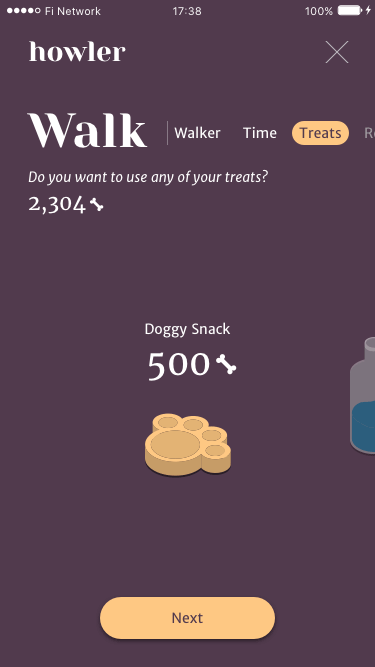 Fi Network 17:38 100%
howler
Walk Walker Time Treats
Do you want to use any of your treats?
2,304
Doggy Snack
500
Next